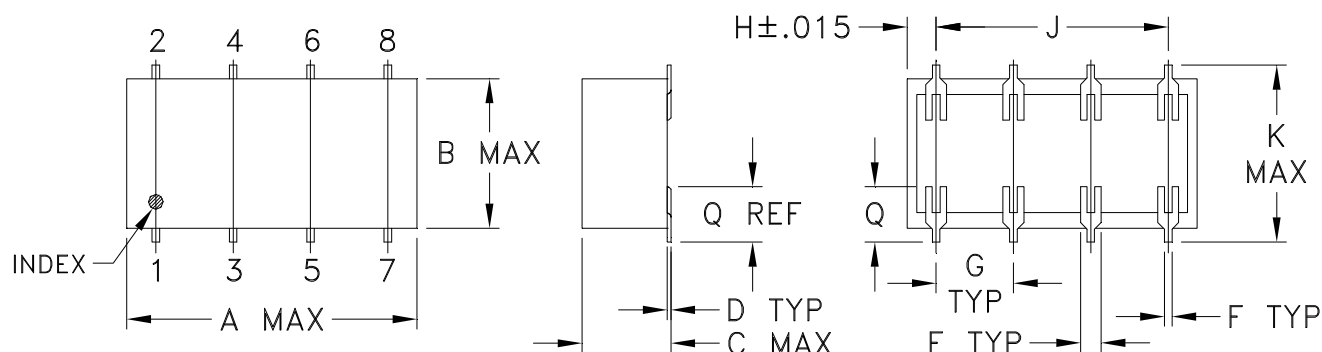 2 4 6 8
H±.015
J
B MAX
K
MAX
Q REF
Q
INDEX
1 3 5 7
G
TYP
A MAX
D TYP
F TYP
C MAX
TYP